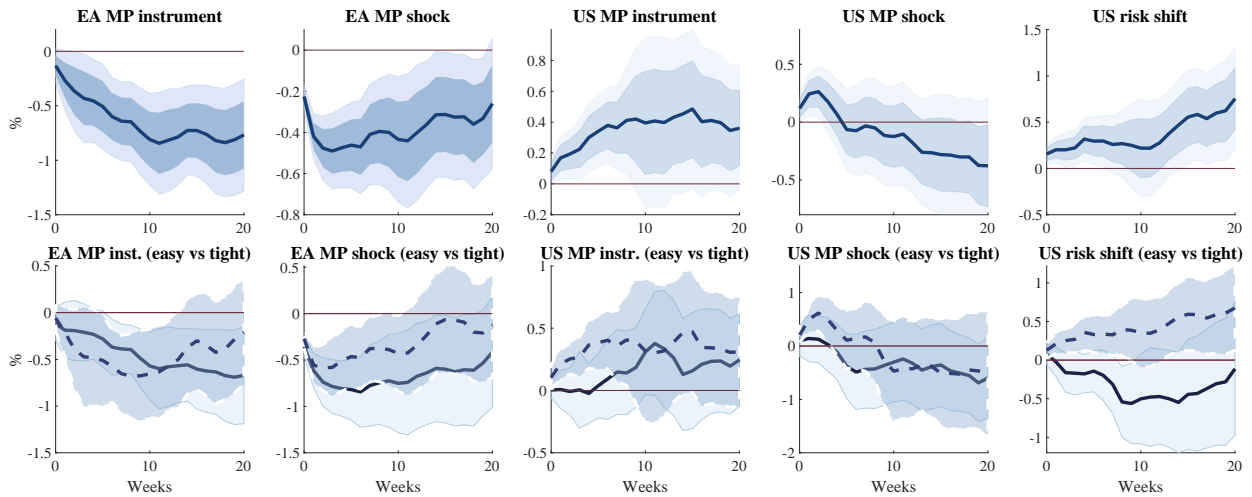 EA MP instrument
EA MP shock
US MP instrument
US MP shock
US risk shift
%
0
-0.5
-1
-1.5
0 10 20
0
-0.2
-0.4
-0.6
-0.8
0 10 20
0.8
0.6
0.4
0.2
0
-0.2
0 10 20
0.5
0
-0.5
0 10 20
1.5
1
0.5
0
-0.5
0 10 20
EA MP inst. (easy vs tight)
EA MP shock (easy vs tight)
US MP instr. (easy vs tight)
US MP shock (easy vs tight)
US risk shift (easy vs tight)
%
0.5
0
-0.5
-1
-1.5
0 10 20
Weeks
0.5
0
-0.5
-1
-1.5
0 10 20
Weeks
1
0.5
0
-0.5
0 10 20
Weeks
1
0
-1
-2
0 10 20
Weeks
1
0.5
0
-0.5
-1
0 10 20
Weeks